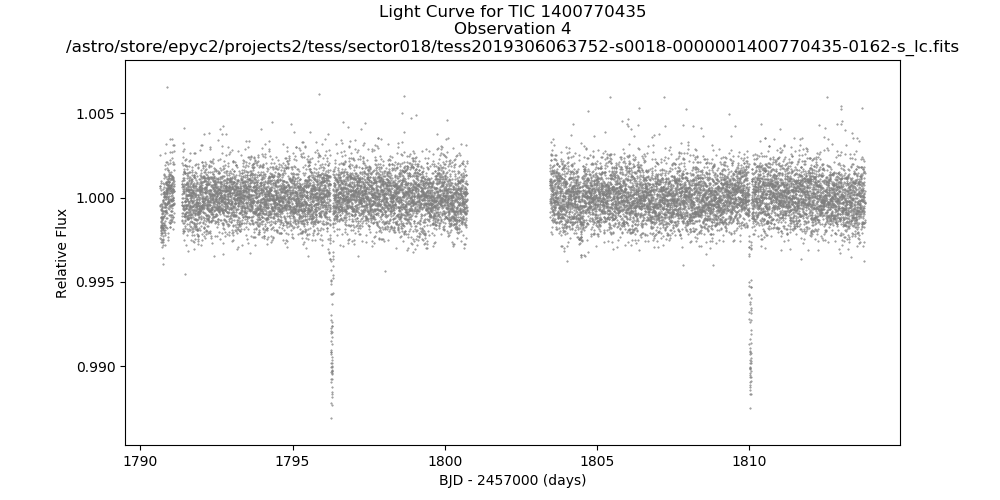 Light Curve for TIC 1400770435
Observation 4
/astro/store/epyc2/projects2/tess/sector018/tess2019306063752-s0018-0000001400770435-0162-s_lc.fits
1.005
1.000
0.995
0.990
Relative Flux
1790
1795
1800
1805
1810
BJD - 2457000 (days)